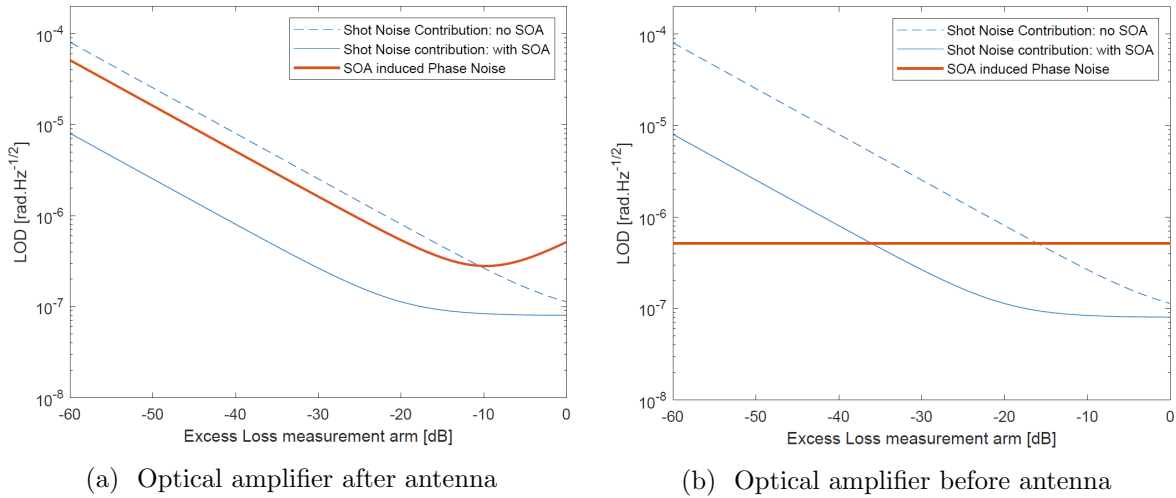 Shot Noise Contribution: no SOA
Shot Noise contribution: with SOA
SOA induced Phase Noise
10^-4
10^-5
10^-6
10^-7
10^-8
LOD [rad.Hz^-1/2]
-60 -50 -40 -30 -20 -10 0
Excess Loss measurement arm [dB]
(a) Optical amplifier after antenna
Shot Noise Contribution: no SOA
Shot Noise contribution: with SOA
SOA induced Phase Noise
10^-4
10^-5
10^-6
10^-7
10^-8
LOD [rad.Hz^-1/2]
-60 -50 -40 -30 -20 -10 0
Excess Loss measurement arm [dB]
(b) Optical amplifier before antenna